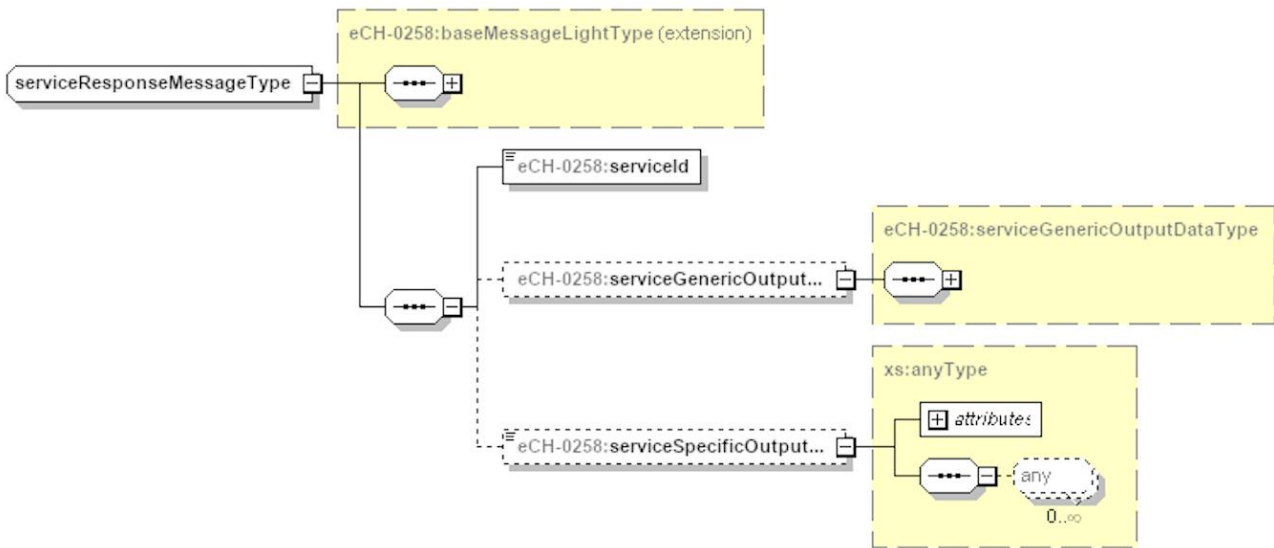 eCH-0258:baseMessageLightType (extension)
serviceResponseMessageType
eCH-0258:serviceId
eCH-0258:serviceGenericOutputDataType
eCH-0258:serviceGenericOutput...
xs:anyType
attributes
eCH-0258:serviceSpecificOutput...
any
0..∞